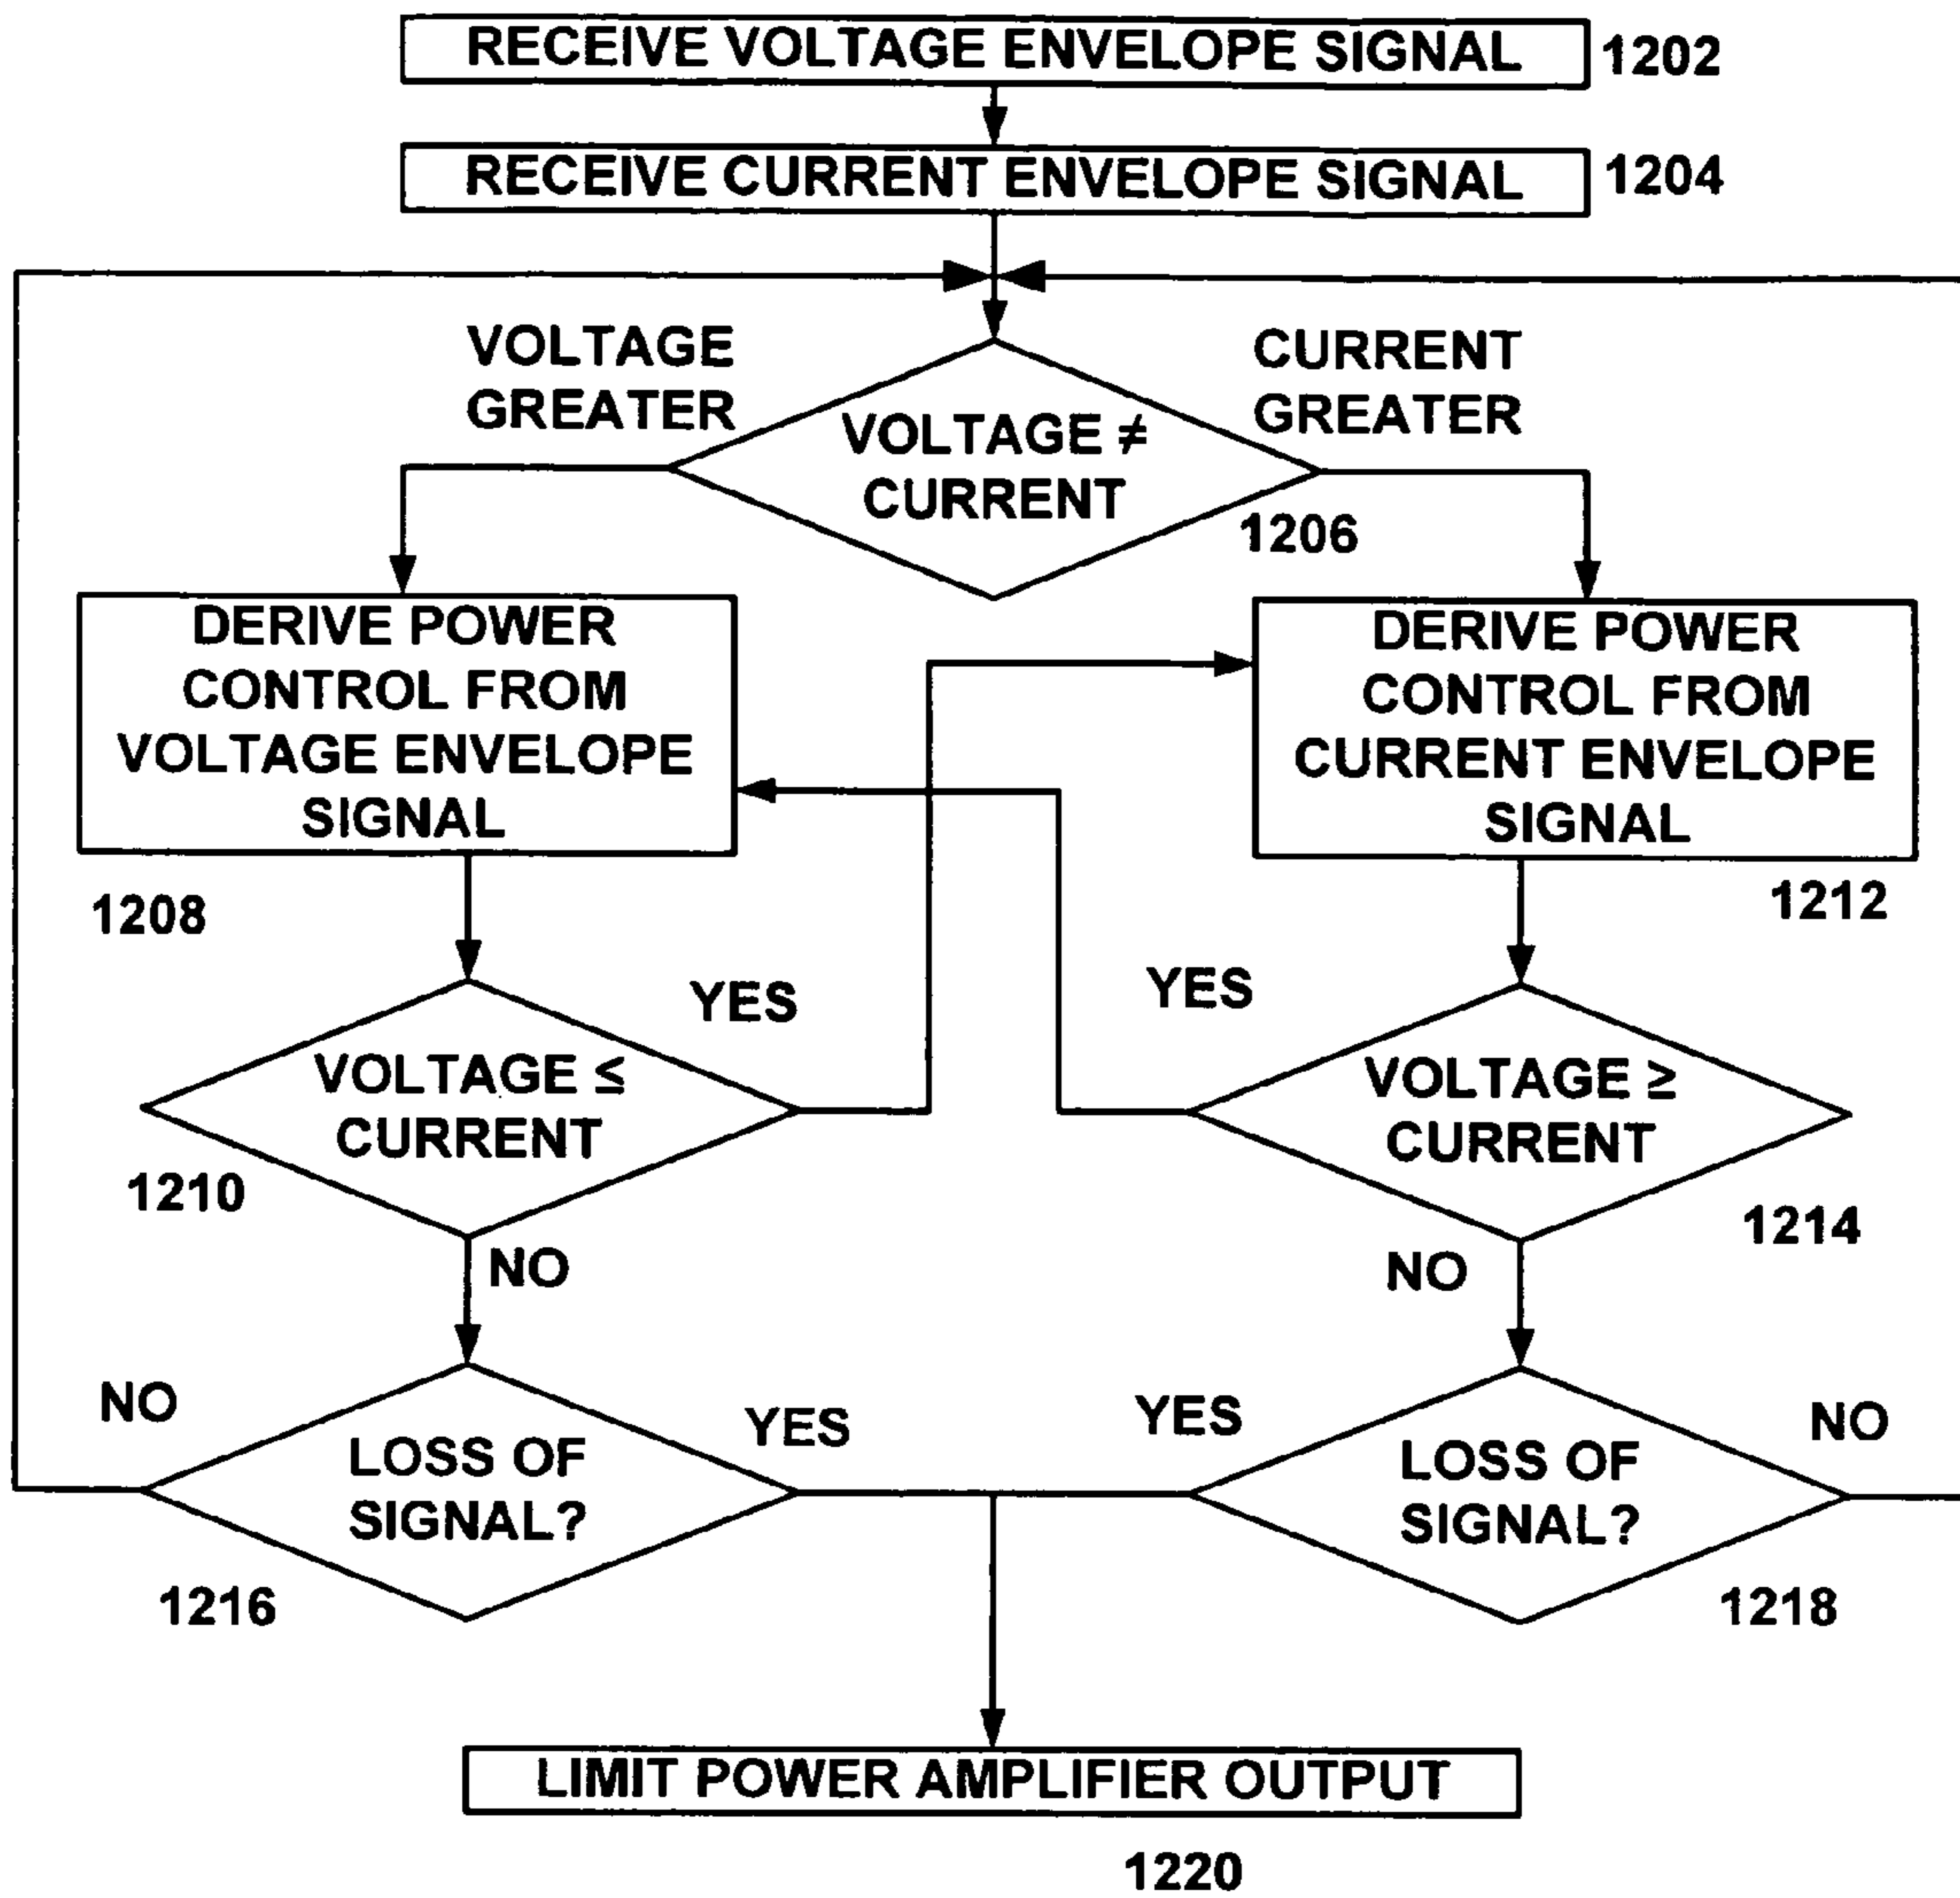 RECEIVE VOLTAGE ENVELOPE SIGNAL
1202
RECEIVE CURRENT ENVELOPE SIGNAL
1204
VOLTAGE
GREATER
CURRENT
GREATER
VOLTAGE ≠
CURRENT
1206
DERIVE POWER
CONTROL FROM
VOLTAGE ENVELOPE
SIGNAL
1208
DERIVE POWER
CONTROL FROM
CURRENT ENVELOPE
SIGNAL
1212
YES
VOLTAGE ≤
CURRENT
1210
NO
YES
VOLTAGE ≥
CURRENT
1214
NO
NO
LOSS OF
SIGNAL?
YES
1216
YES
LOSS OF
SIGNAL?
NO
1218
LIMIT POWER AMPLIFIER OUTPUT
1220